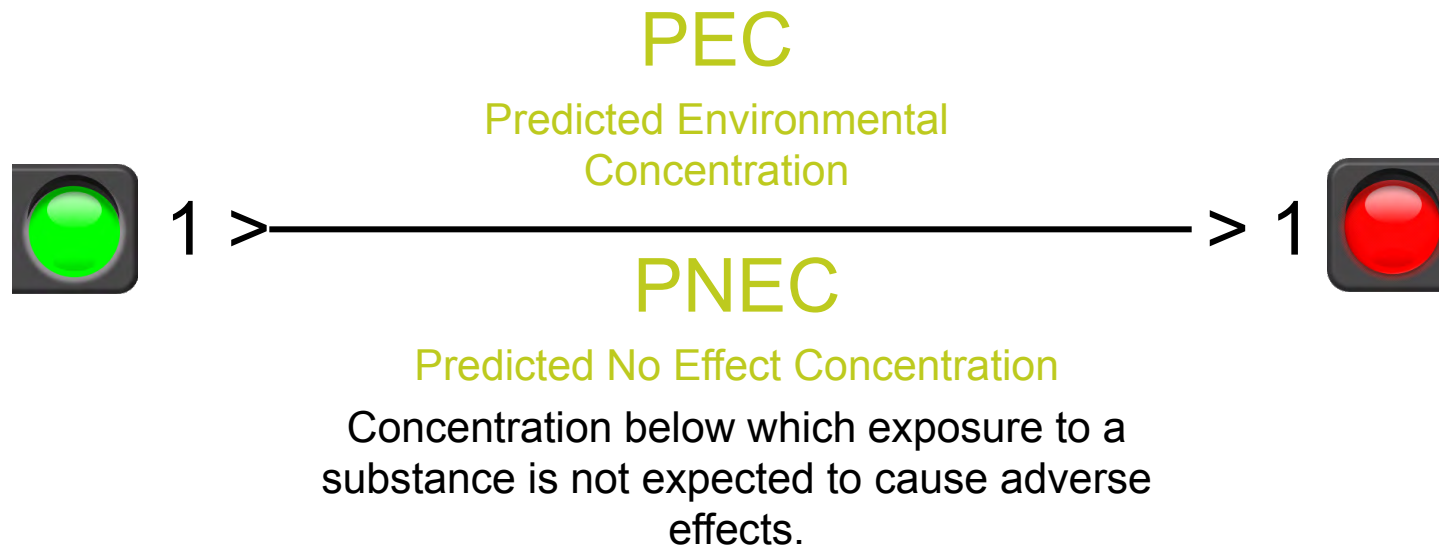 PEC
Predicted Environmental
Concentration
1 > > 1
PNEC
Predicted No Effect Concentration
Concentration below which exposure to a
substance is not expected to cause adverse
effects.